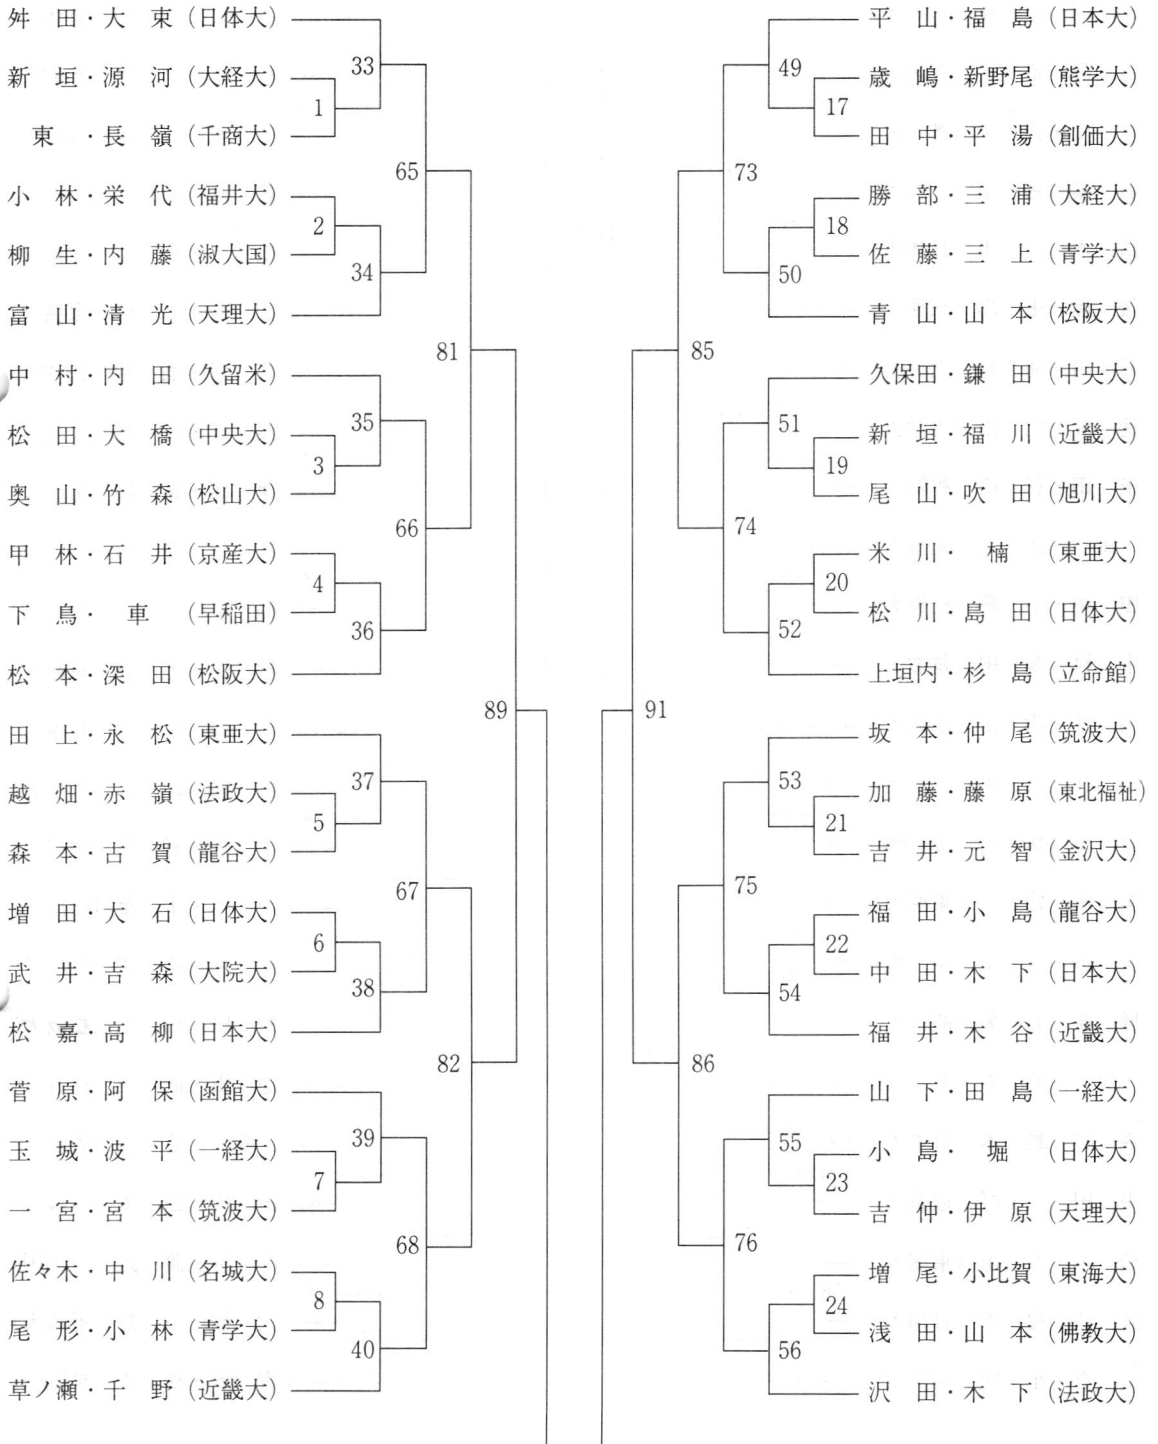 舛田・大東（日体大）
33
新垣・源河（大経大）
1
東・長嶺（千商大）
65
小林・栄代（福井大）
2
柳生・内藤（淑大国）
34
富山・清光（天理大）
81
中村・内田（久留米）
35
松田・大橋（中央大）
3
奥山・竹森（松山大）
66
甲林・石井（京産大）
4
下鳥・車（早稲田）
36
松本・深田（松阪大）
89
田上・永松（東亜大）
37
越畑・赤嶺（法政大）
5
森本・古賀（龍谷大）
67
増田・大石（日体大）
6
武井・吉森（大院大）
38
松嘉・高柳（日本大）
82
菅原・阿保（函館大）
39
玉城・波平（一経大）
7
一宮・宮本（筑波大）
68
佐々木・中川（名城大）
8
尾形・小林（青学大）
40
草ノ瀬・千野（近畿大）
平山・福島（日本大）
49
歳嶋・新野尾（熊学大）
17
田中・平湯（創価大）
73
勝部・三浦（大経大）
18
佐藤・三上（青学大）
50
青山・山本（松阪大）
85
久保田・鎌田（中央大）
51
新垣・福川（近畿大）
19
尾山・吹田（旭川大）
74
米川・楠（東亜大）
20
松川・島田（日体大）
52
上垣内・杉島（立命館）
91
坂本・仲尾（筑波大）
53
加藤・藤原（東北福祉）
21
吉井・元智（金沢大）
75
福田・小島（龍谷大）
22
中田・木下（日本大）
54
福井・木谷（近畿大）
86
山下・田島（一経大）
55
小島・堀（日体大）
23
吉仲・伊原（天理大）
76
増尾・小比賀（東海大）
24
浅田・山本（佛教大）
56
沢田・木下（法政大）